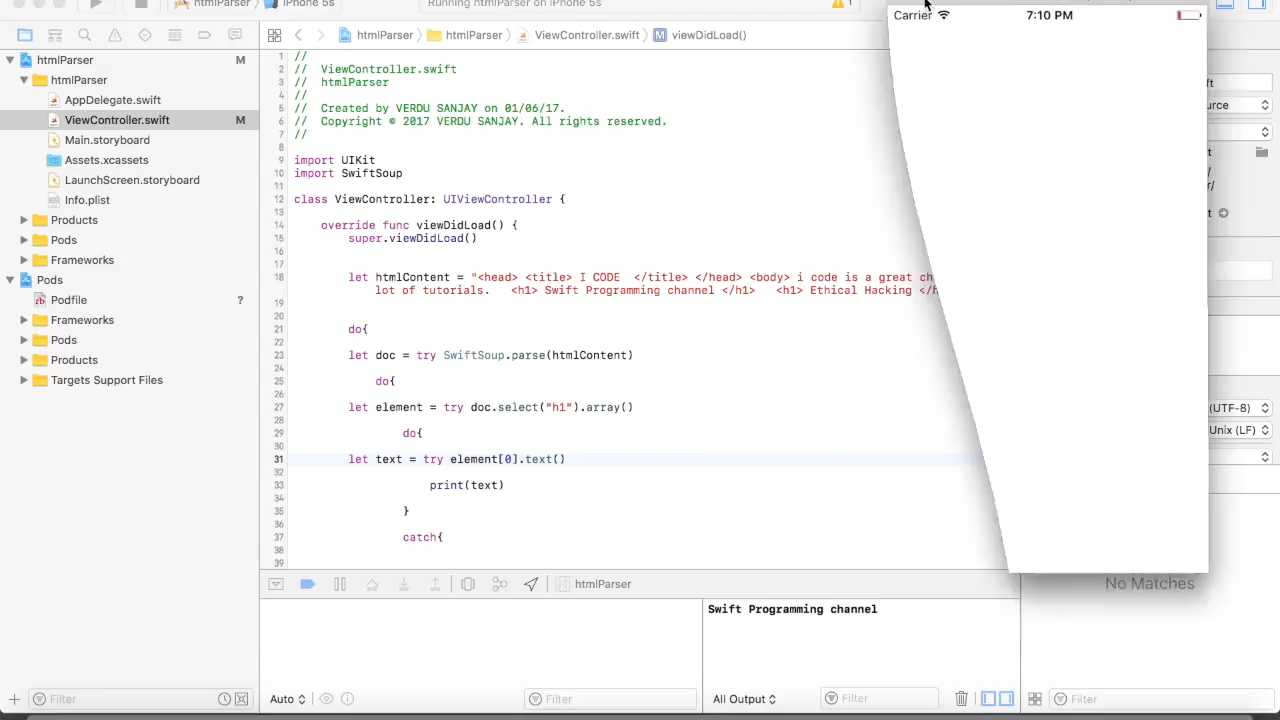 htmlParser
iPhone 5s
Running htmlParser on iPhone 5s
1
Carrier
7:10 PM
htmlParser
htmlParser
ViewController.swift
viewDidLoad()
htmlParser M
htmlParser
AppDelegate.swift
ViewController.swift M
Main.storyboard
Assets.xcassets
LaunchScreen.storyboard
Info.plist
Products
Pods
Frameworks
Pods
Podfile ?
Frameworks
Pods
Products
Targets Support Files
Filter
1 //
2 // ViewController.swift
3 // htmlParser
4 //
5 // Created by VERDU SANJAY on 01/06/17.
6 // Copyright © 2017 VERDU SANJAY. All rights reserved.
7 //
8
9 import UIKit
10 import SwiftSoup
11
12 class ViewController: UIViewController {
13
14 override func viewDidLoad() {
15 super.viewDidLoad()
16
17
18 let htmlContent = "<head> <title> I CODE </title> </head> <body> i code is a great ch
lot of tutorials. <h1> Swift Programming channel </h1> <h1> Ethical Hacking </h
19
20
21 do{
22
23 let doc = try SwiftSoup.parse(htmlContent)
24
25 do{
26
27 let element = try doc.select("h1").array()
28
29 do{
30
31 let text = try element[0].text()
32
33 print(text)
34
35 }
36
37 catch{
38
39
htmlParser
Swift Programming channel
Auto
Filter
All Output
Filter
ft
urce
t
r/
t
(UTF-8)
Unix (LF)
No Matches
Filter